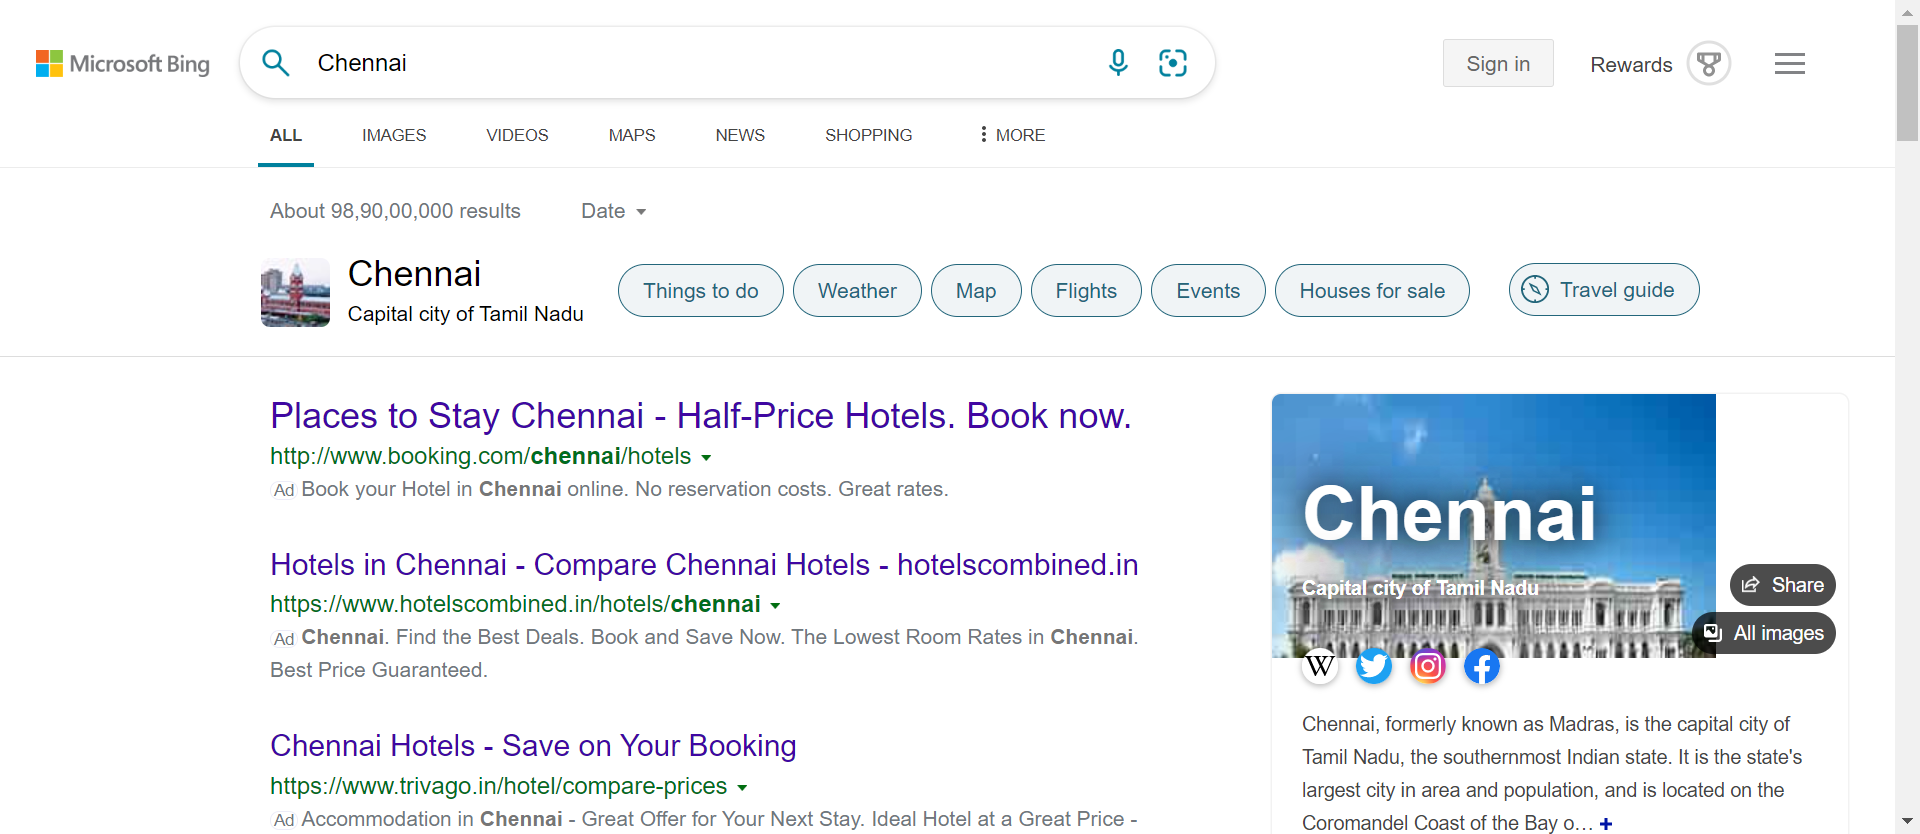 Microsoft Bing
Chennai
Sign in
Rewards
ALL
IMAGES
VIDEOS
MAPS
NEWS
SHOPPING
MORE
About 98,90,00,000 results
Date
Chennai
Capital city of Tamil Nadu
Things to do
Weather
Map
Flights
Events
Houses for sale
Travel guide
Places to Stay Chennai - Half-Price Hotels. Book now.
http://www.booking.com/chennai/hotels
Ad Book your Hotel in Chennai online. No reservation costs. Great rates.
Hotels in Chennai - Compare Chennai Hotels - hotelscombined.in
https://www.hotelscombined.in/hotels/chennai
Ad Chennai. Find the Best Deals. Book and Save Now. The Lowest Room Rates in Chennai.
Best Price Guaranteed.
Chennai Hotels - Save on Your Booking
https://www.trivago.in/hotel/compare-prices
Ad Accommodation in Chennai - Great Offer for Your Next Stay. Ideal Hotel at a Great Price -
Chennai
Capital city of Tamil Nadu
Share
All images
W
Chennai, formerly known as Madras, is the capital city of
Tamil Nadu, the southernmost Indian state. It is the state's
largest city in area and population, and is located on the
Coromandel Coast of the Bay o… +